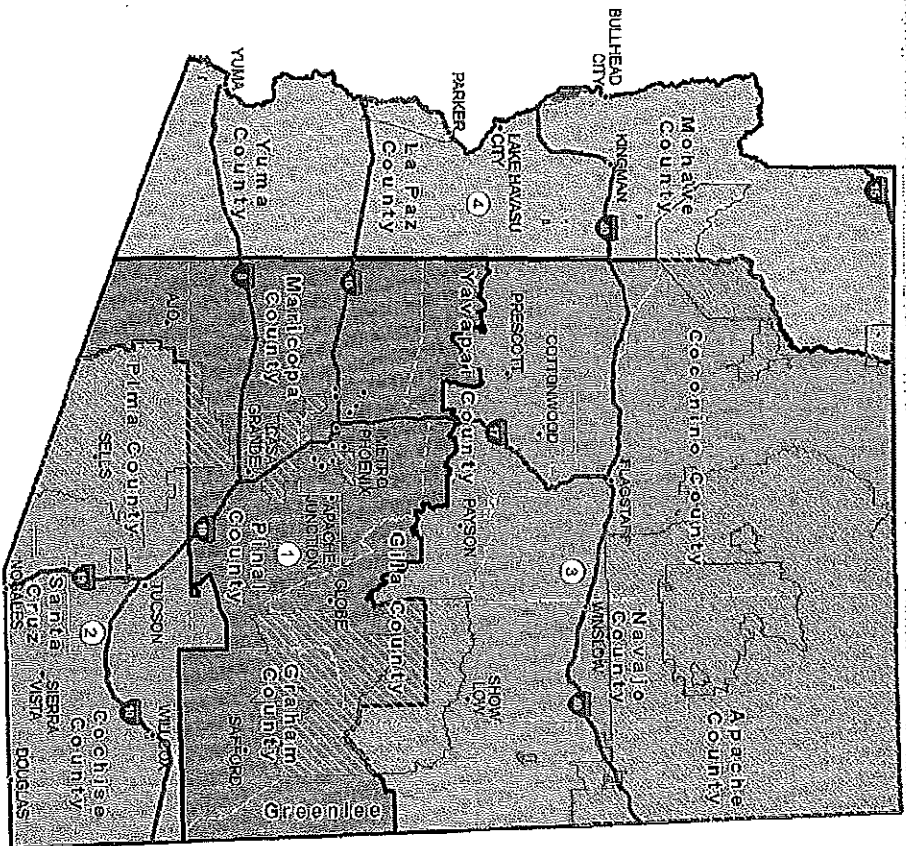 BULLHEAD
CITY
Mohave
County
KINGMAN
LAKE HAVASU
CITY
PARKER
4
La Paz
County
YUMA
Yuma
County
Coconino County
FLAGSTAFF
PRESCOTT
COTTONWOOD
Yavapai County
PAYSON
3
Navajo
County
WINSLOW
Apache
County
SHOW
LOW
Maricopa
County
METRO
PHOENIX
AJO
CASA
GRANDE
APACHE
JUNCTION
1
Pinal
County
GLOBE
Gila County
Graham
County
SAFFORD
Greenlee
Pima County
SELLS
TUCSON
2
NOGALES
Santa
Cruz
SIERRA
VISTA
WILLCOX
Cochise
County
DOUGLAS